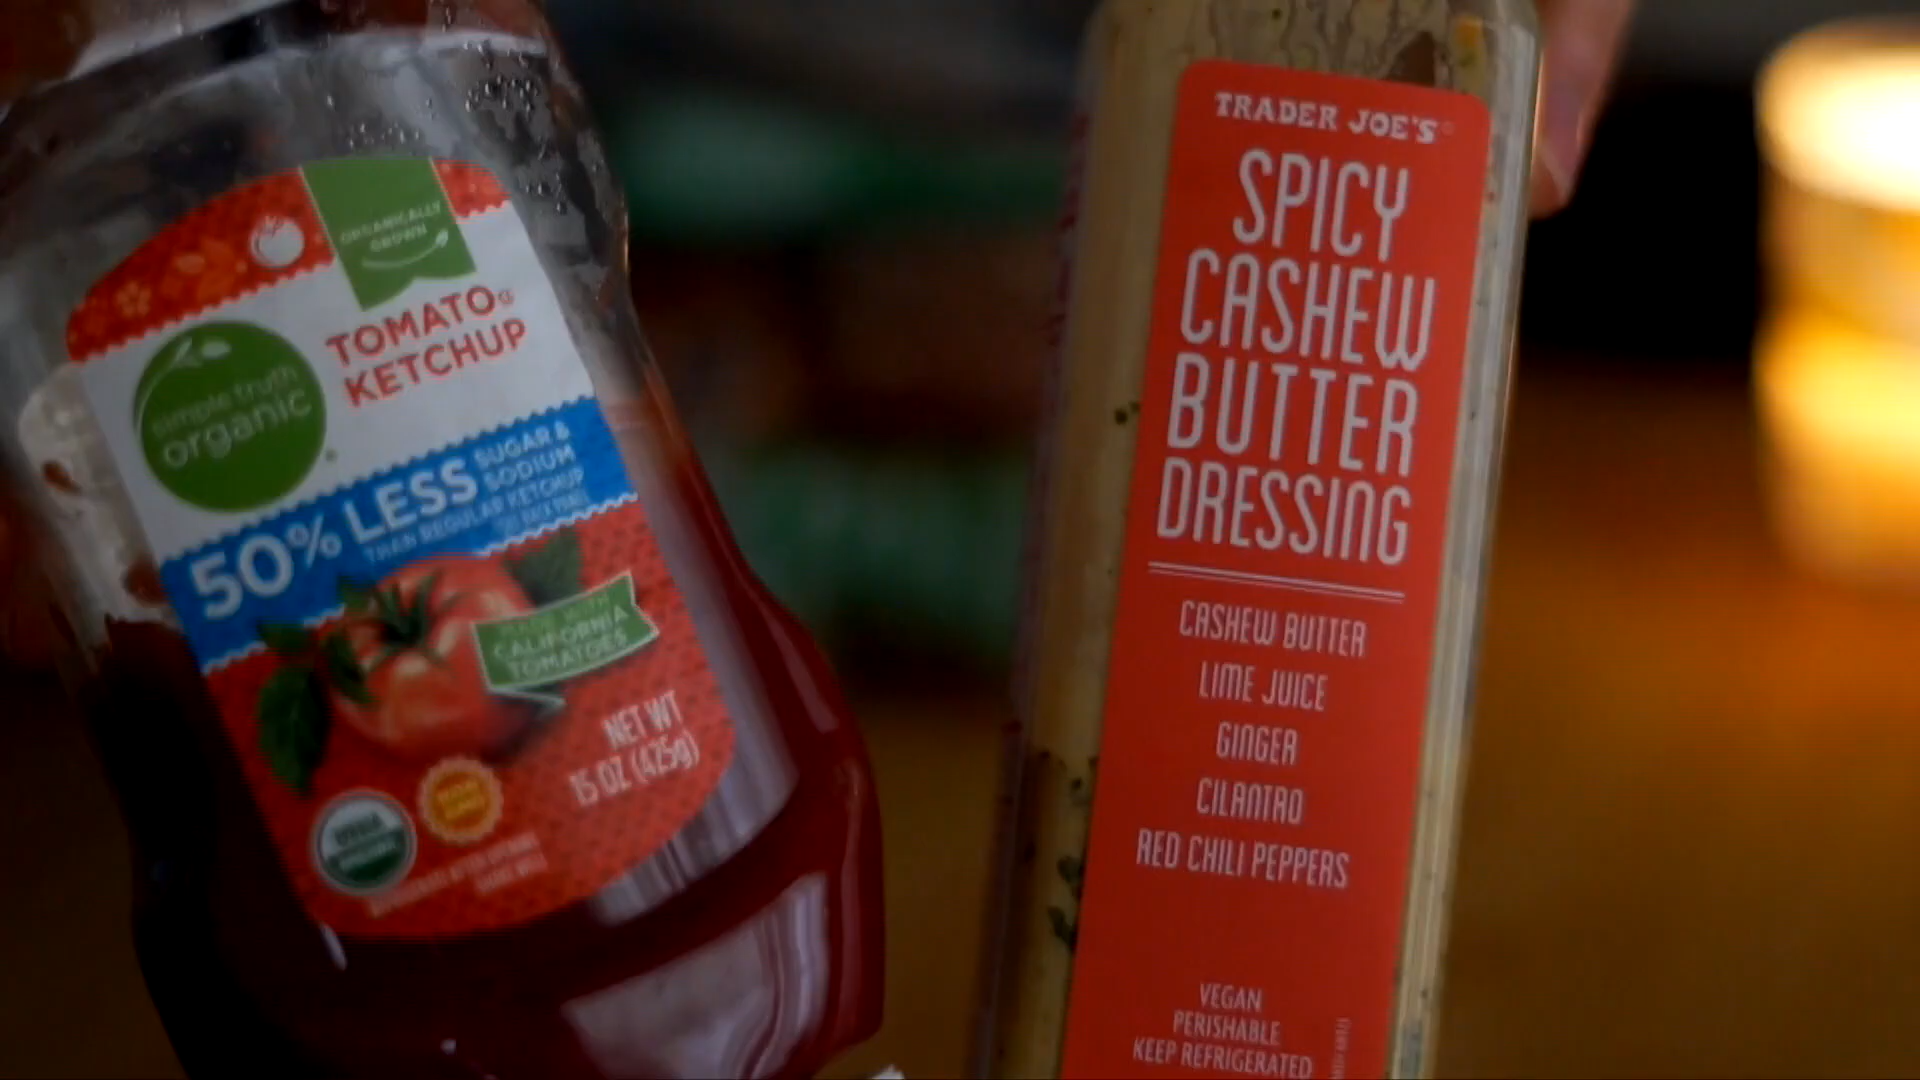 ORGANICALLY
GROWN
TOMATO
KETCHUP
simple truth
organic
50% LESS
SUGAR &
SODIUM
THAN REGULAR KETCHUP
CALIFORNIA
TOMATOES
NET WT
15 OZ (425g)
TRADER JOE'S
SPICY
CASHEW
BUTTER
DRESSING
CASHEW BUTTER
LIME JUICE
GINGER
CILANTRO
RED CHILI PEPPERS
VEGAN
PERISHABLE
KEEP REFRIGERATED